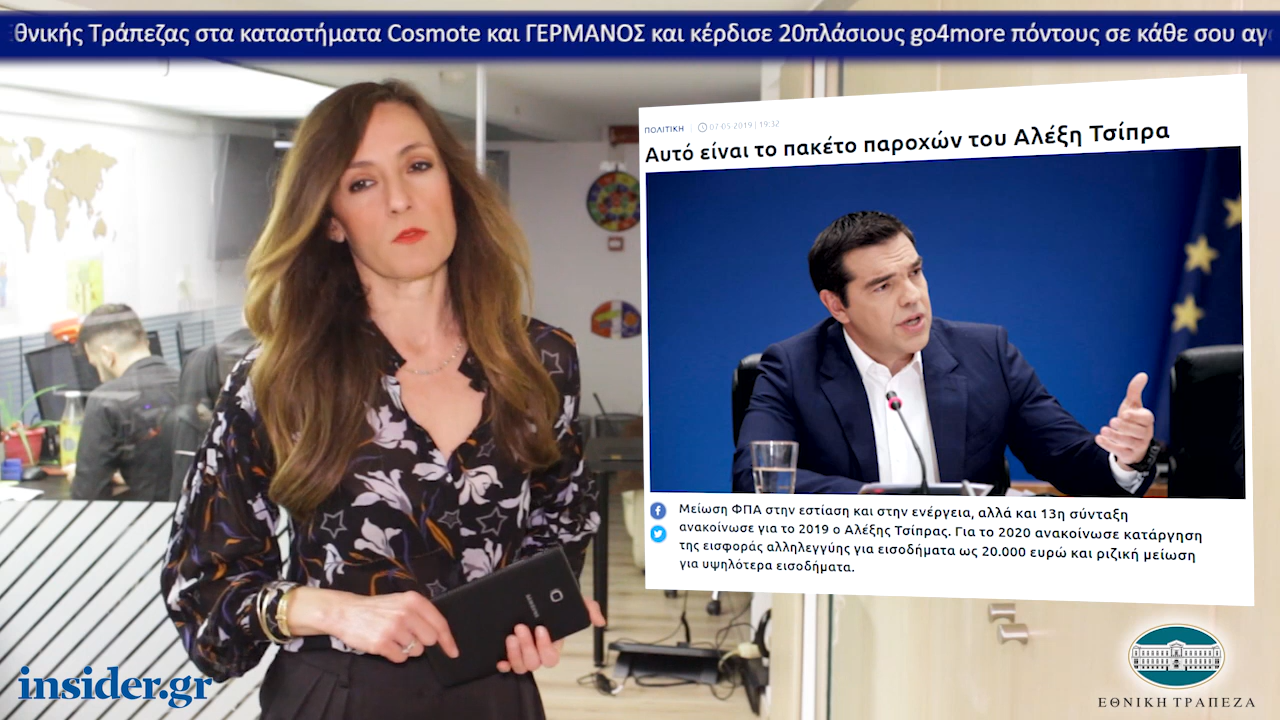 Εθνικής Τράπεζας στα καταστήματα Cosmote και ΓΕΡΜΑΝΟΣ και κέρδισε 20πλάσιους go4more πόντους σε κάθε σου
ΠΟΛΙΤΙΚΗ | 07·05·2019 | 19:32
Αυτό είναι το πακέτο παροχών του Αλέξη Τσίπρα
Μείωση ΦΠΑ στην εστίαση και στην ενέργεια, αλλά και 13η σύνταξη
ανακοίνωσε για το 2019 ο Αλέξης Τσίπρας. Για το 2020 ανακοίνωσε κατάργηση
της εισφοράς αλληλεγγύης για εισοδήματα ως 20.000 ευρώ και ριζική μείωση
για υψηλότερα εισοδήματα.
SAMSUNG
insider.gr
ΕΘΝΙΚΗ ΤΡΑΠΕΖΑ